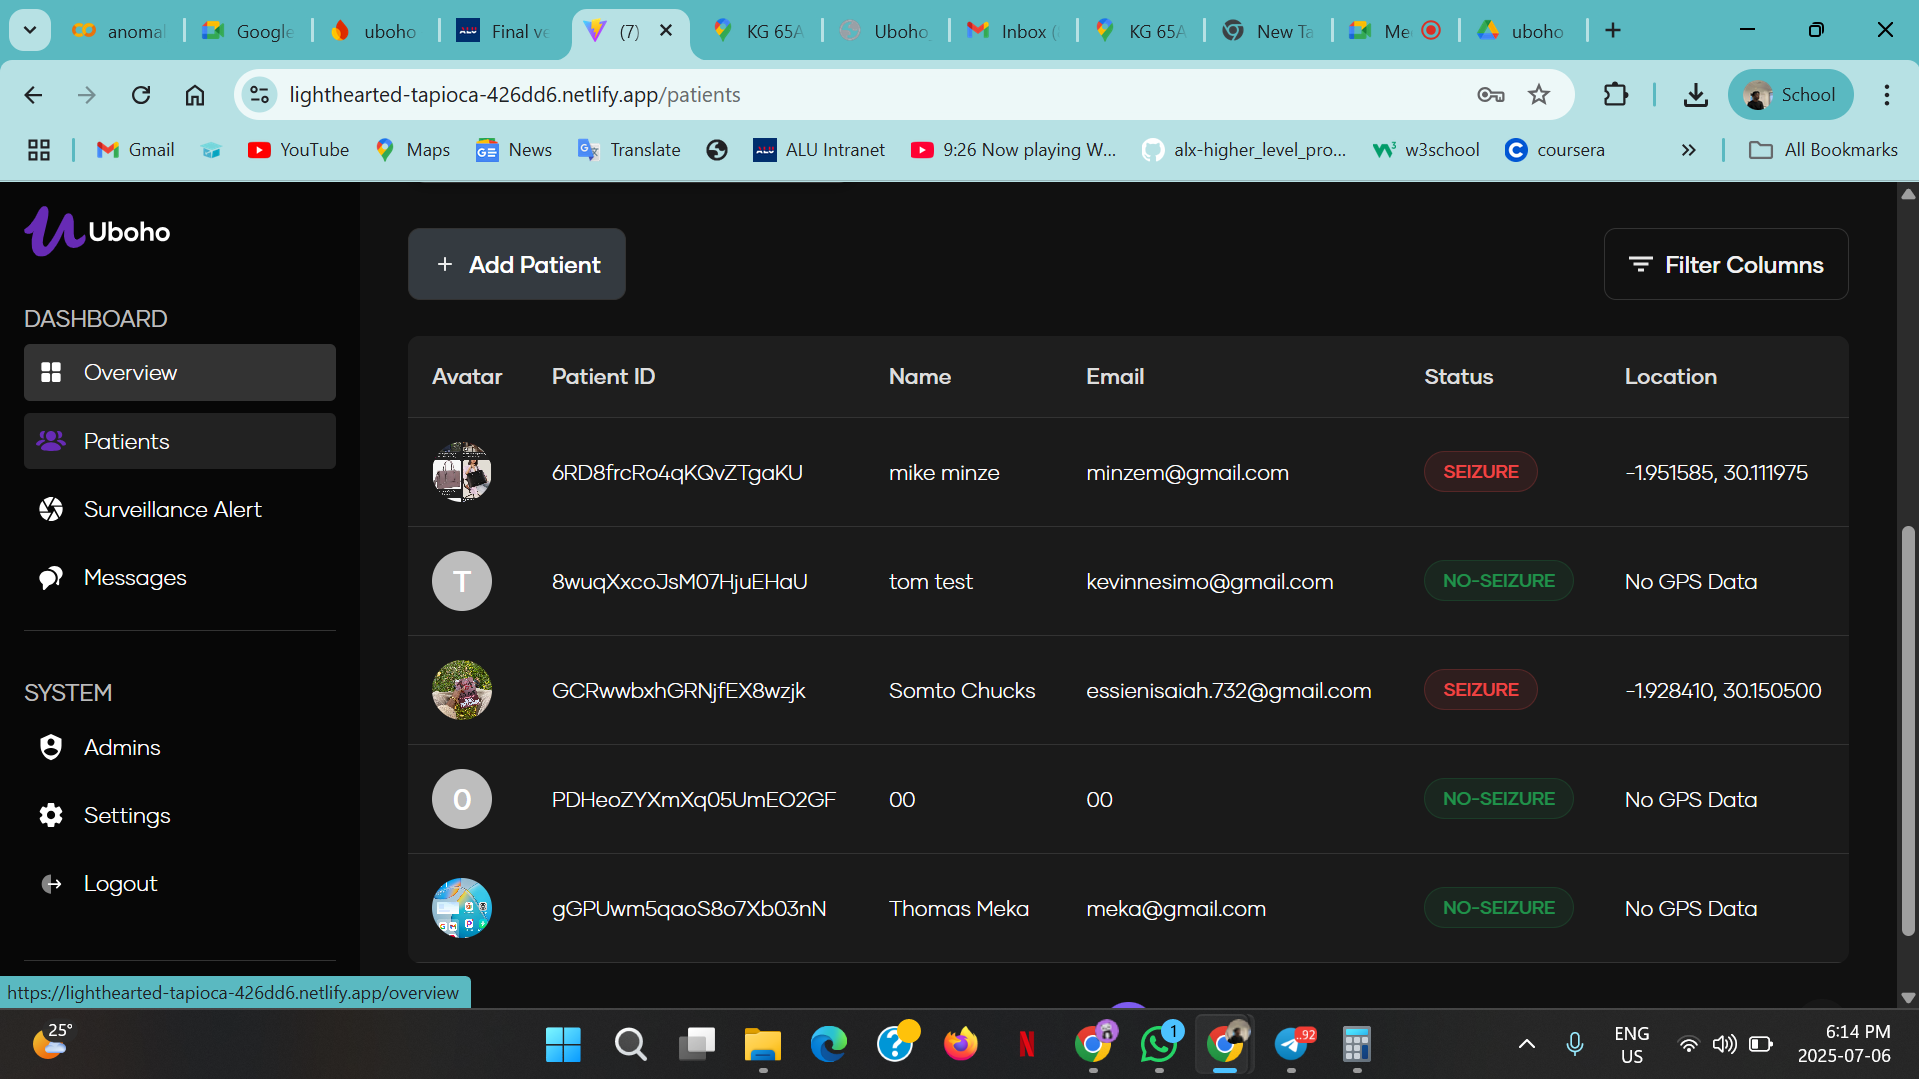 anomal
Google
uboho
Final ve
(7)
KG 65A
Uboho_
Inbox (
KG 65A
New Ta
Me
uboho
lighthearted-tapioca-426dd6.netlify.app/patients
School
Gmail
YouTube
Maps
News
Translate
ALU Intranet
9:26 Now playing W...
alx-higher_level_pro...
w3school
coursera
All Bookmarks
Uboho
DASHBOARD
Overview
Patients
Surveillance Alert
Messages
SYSTEM
Admins
Settings
Logout
+ Add Patient
Filter Columns
Avatar Patient ID Name Email Status Location
6RD8frcRo4qKQvZTgaKU mike minze minzem@gmail.com SEIZURE -1.951585, 30.111975
T 8wuqXxcoJsM07HjuEHaU tom test kevinnesimo@gmail.com NO-SEIZURE No GPS Data
GCRwwbxhGRNjfEX8wzjk Somto Chucks essienisaiah.732@gmail.com SEIZURE -1.928410, 30.150500
0 PDHeoZYXmXq05UmEO2GF 00 00 NO-SEIZURE No GPS Data
gGPUwm5qaoS8o7Xb03nN Thomas Meka meka@gmail.com NO-SEIZURE No GPS Data
https://lighthearted-tapioca-426dd6.netlify.app/overview
25°
1
..92
ENG
US
6:14 PM
2025-07-06